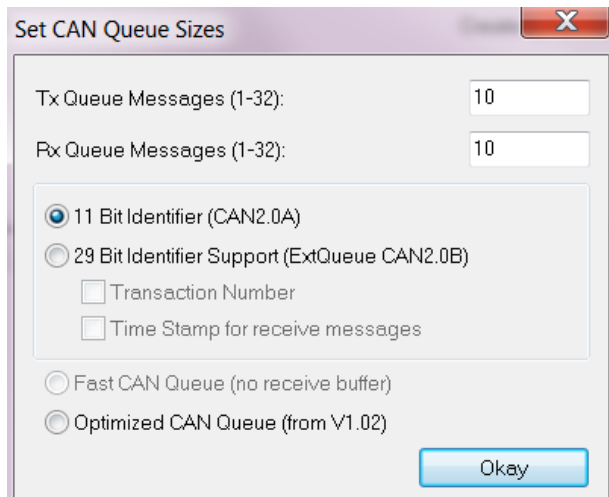 Set CAN Queue Sizes
Tx Queue Messages (1-32): 10
Rx Queue Messages (1-32): 10
11 Bit Identifier (CAN2.0A)
29 Bit Identifier Support (ExtQueue CAN2.0B)
Transaction Number
Time Stamp for receive messages
Fast CAN Queue (no receive buffer)
Optimized CAN Queue (from V1.02)
Okay